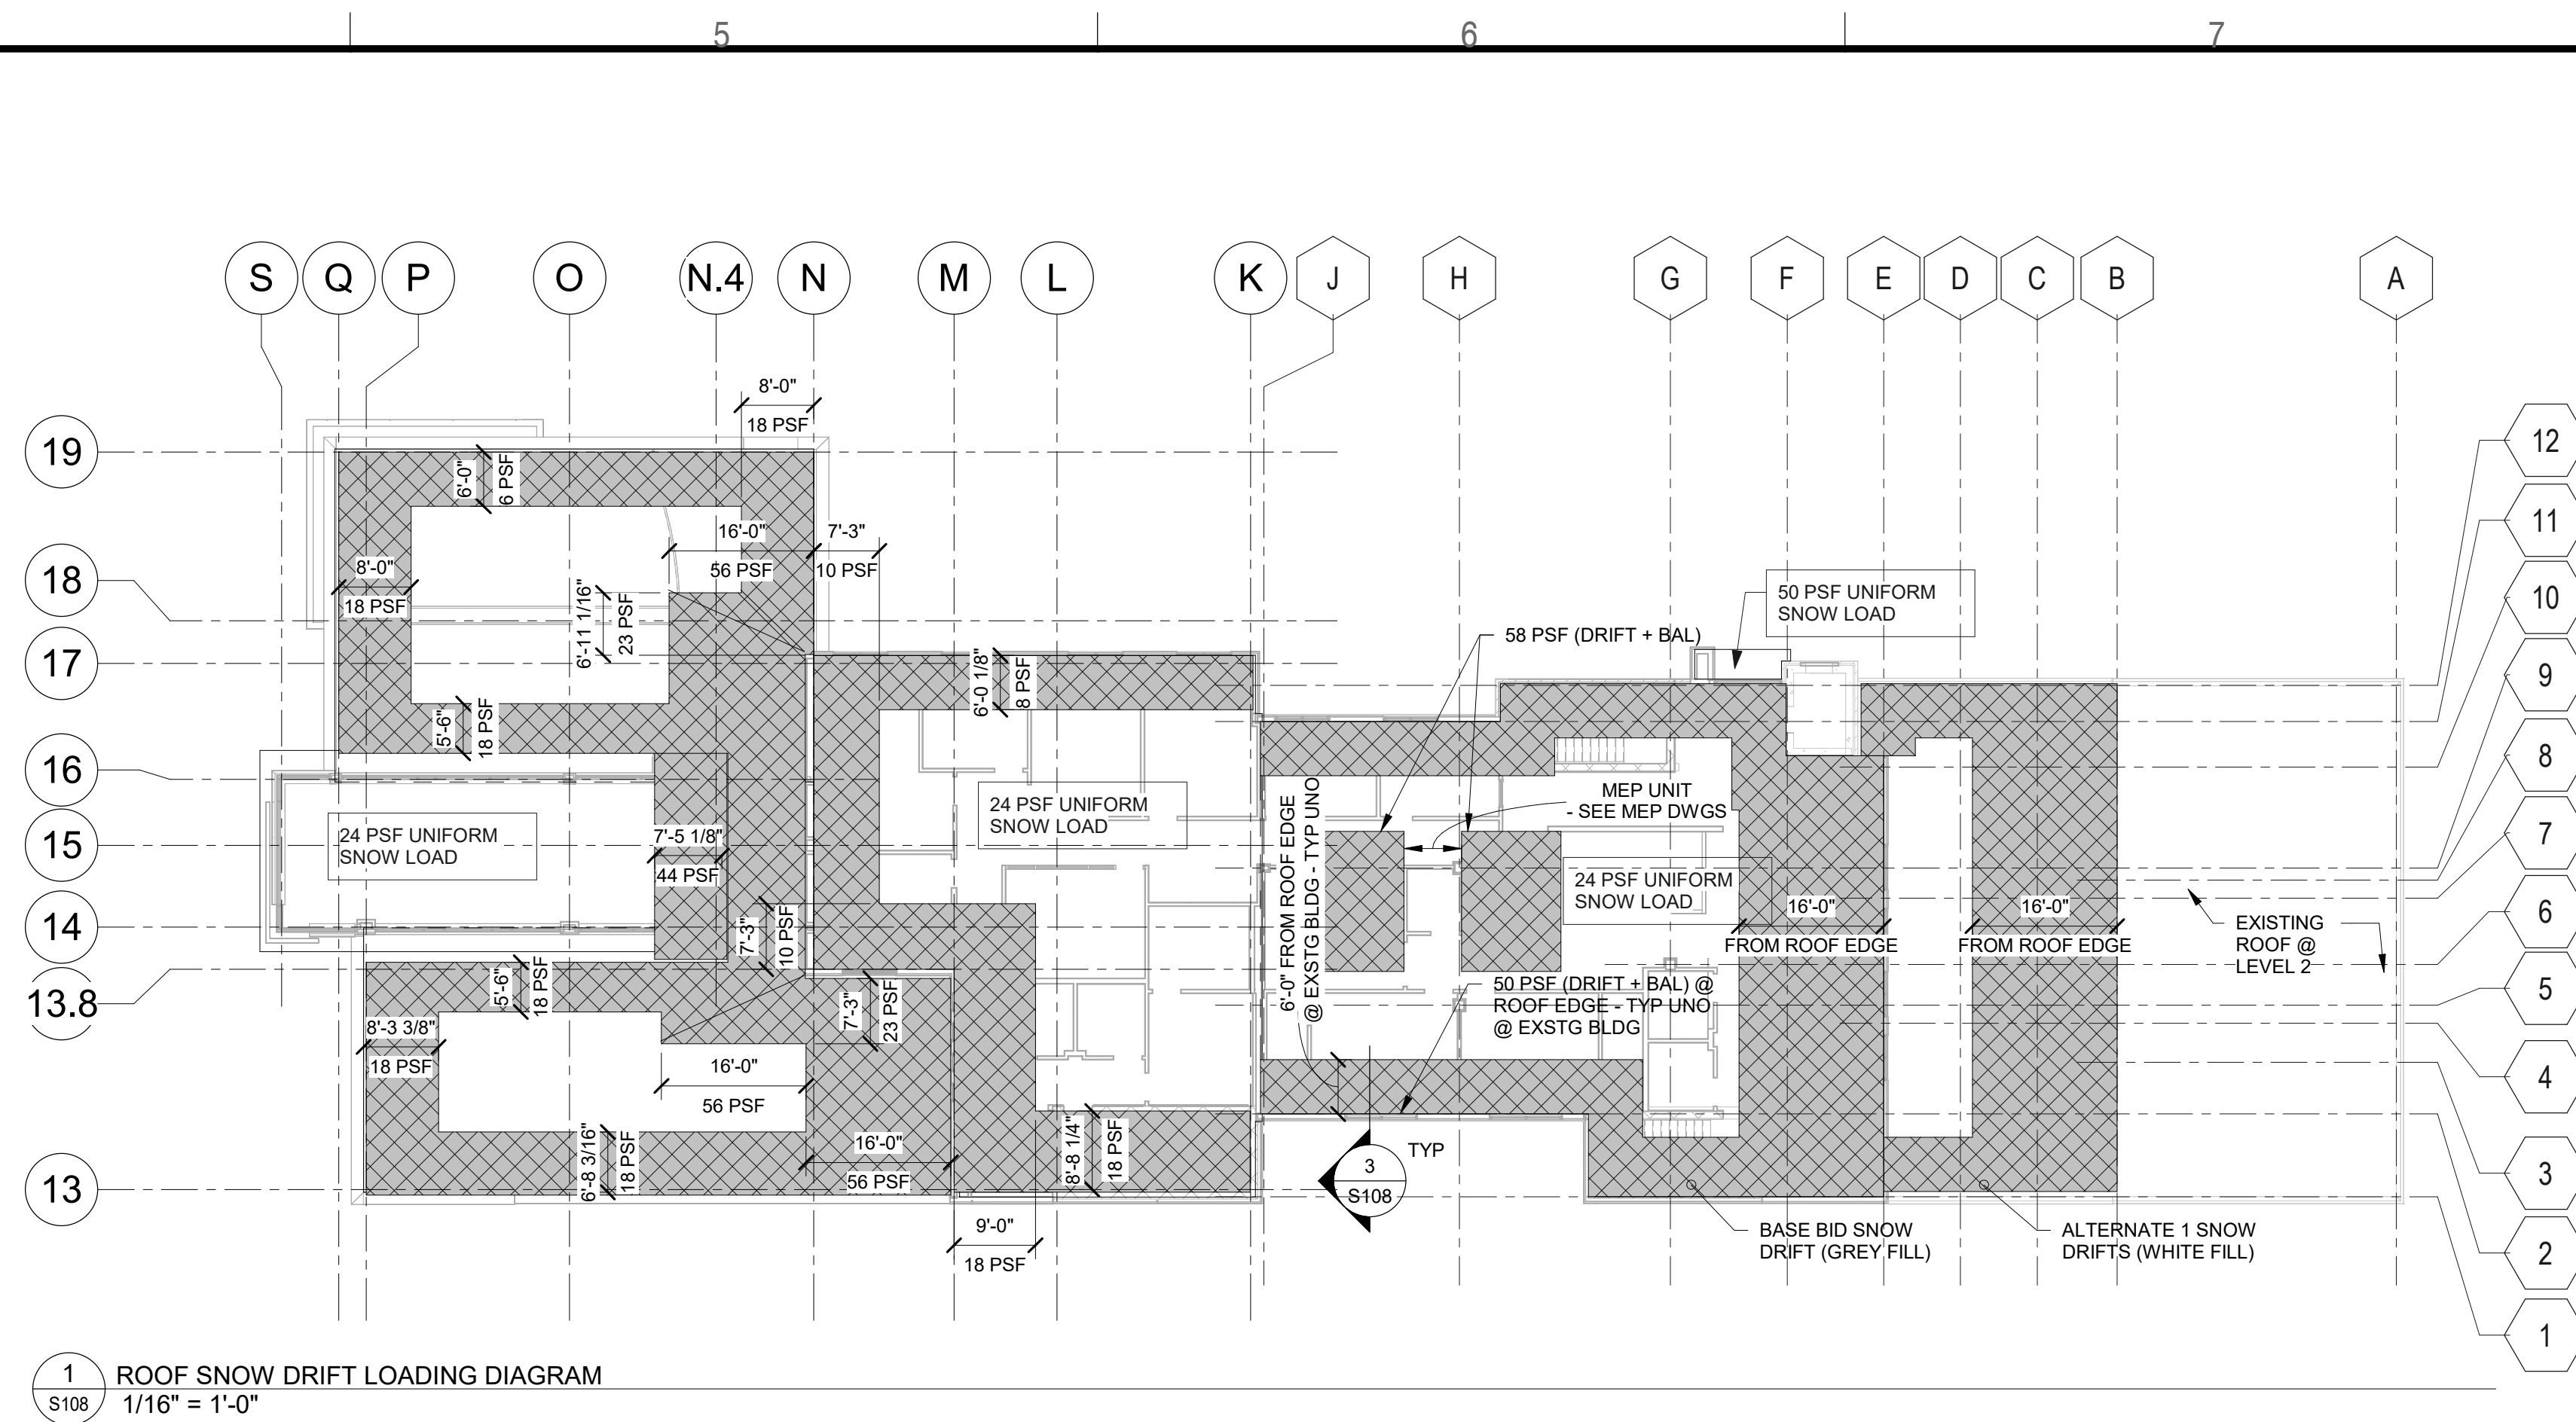 5 6 7
S Q P O N.4 N M L K J H G F E D C B A
8'-0"
18 PSF
19
12
6'-0"
6 PSF
11
16'-0"
7'-3"
56 PSF
10 PSF
18
8'-0"
18 PSF
6'-11 1/16"
23 PSF
50 PSF UNIFORM
SNOW LOAD
10
58 PSF (DRIFT + BAL)
17
6'-0 1/8"
8 PSF
9
5'-6"
18 PSF
16
8
MEP UNIT
- SEE MEP DWGS
24 PSF UNIFORM
SNOW LOAD
24 PSF UNIFORM
SNOW LOAD
6'-0" FROM ROOF EDGE
@ EXSTG BLDG - TYP UNO
15
7'-5 1/8"
44 PSF
7
24 PSF UNIFORM
SNOW LOAD
16'-0"
FROM ROOF EDGE
16'-0"
FROM ROOF EDGE
6
14
7'-3"
10 PSF
EXISTING
ROOF @
LEVEL 2
13.8
5'-6"
18 PSF
7'-3"
23 PSF
50 PSF (DRIFT + BAL) @
ROOF EDGE - TYP UNO
@ EXSTG BLDG
5
8'-3 3/8"
18 PSF
16'-0"
56 PSF
4
6'-8 3/16"
18 PSF
16'-0"
56 PSF
8'-8 1/4"
18 PSF
TYP
3
S108
3
13
9'-0"
18 PSF
BASE BID SNOW
DRIFT (GREY FILL)
ALTERNATE 1 SNOW
DRIFTS (WHITE FILL)
2
1
1
S108
ROOF SNOW DRIFT LOADING DIAGRAM
1/16" = 1'-0"